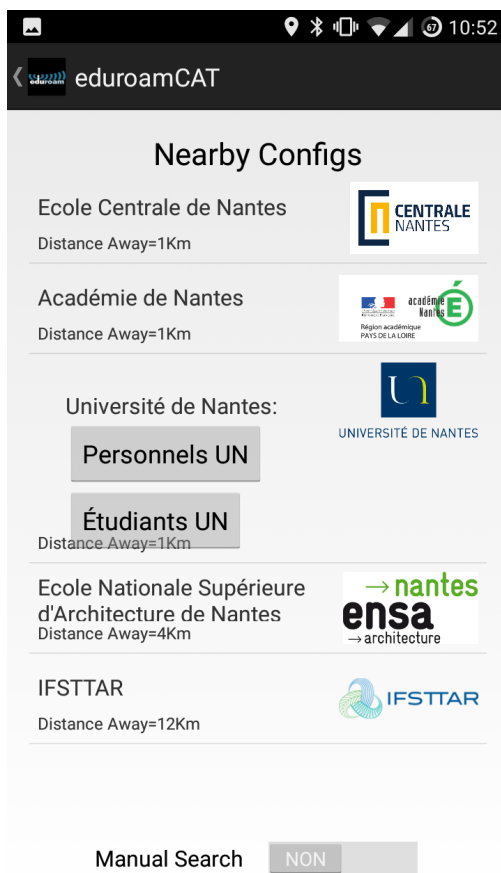 67 10:52
eduroam eduroamCAT
Nearby Configs
Ecole Centrale de Nantes
CENTRALE
NANTES
Distance Away=1Km
Académie de Nantes
académie
Nantes
Distance Away=1Km
Région académique
PAYS DE LA LOIRE
Université de Nantes:
UNIVERSITÉ DE NANTES
Personnels UN
Étudiants UN
Distance Away=1Km
Ecole Nationale Supérieure
d'Architecture de Nantes
→nantes
ensa
→architecture
Distance Away=4Km
IFSTTAR
IFSTTAR
Distance Away=12Km
Manual Search NON